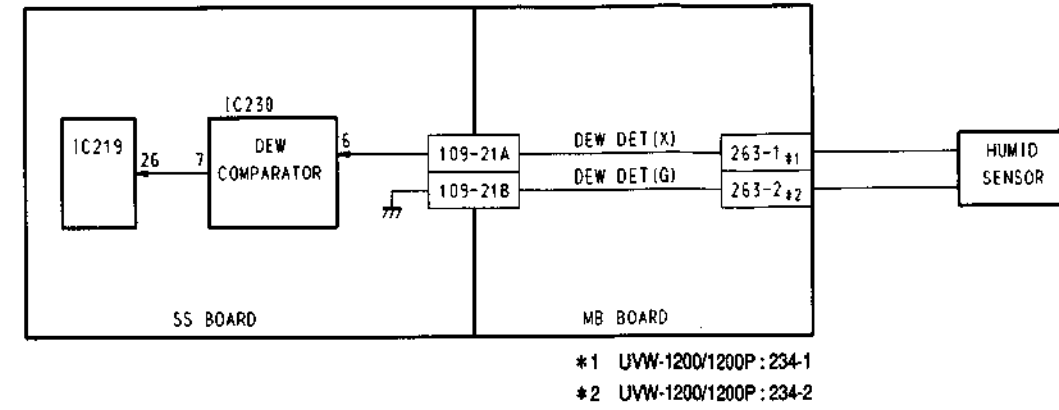 IC230
IC219
26
7
DEW
COMPARATOR
6
109-21A
DEW DET(X)
263-1 *1
HUMID
SENSOR
109-21B
DEW DET(G)
263-2 *2
SS BOARD
MB BOARD
*1 UVW-1200/1200P : 234-1
*2 UVW-1200/1200P : 234-2